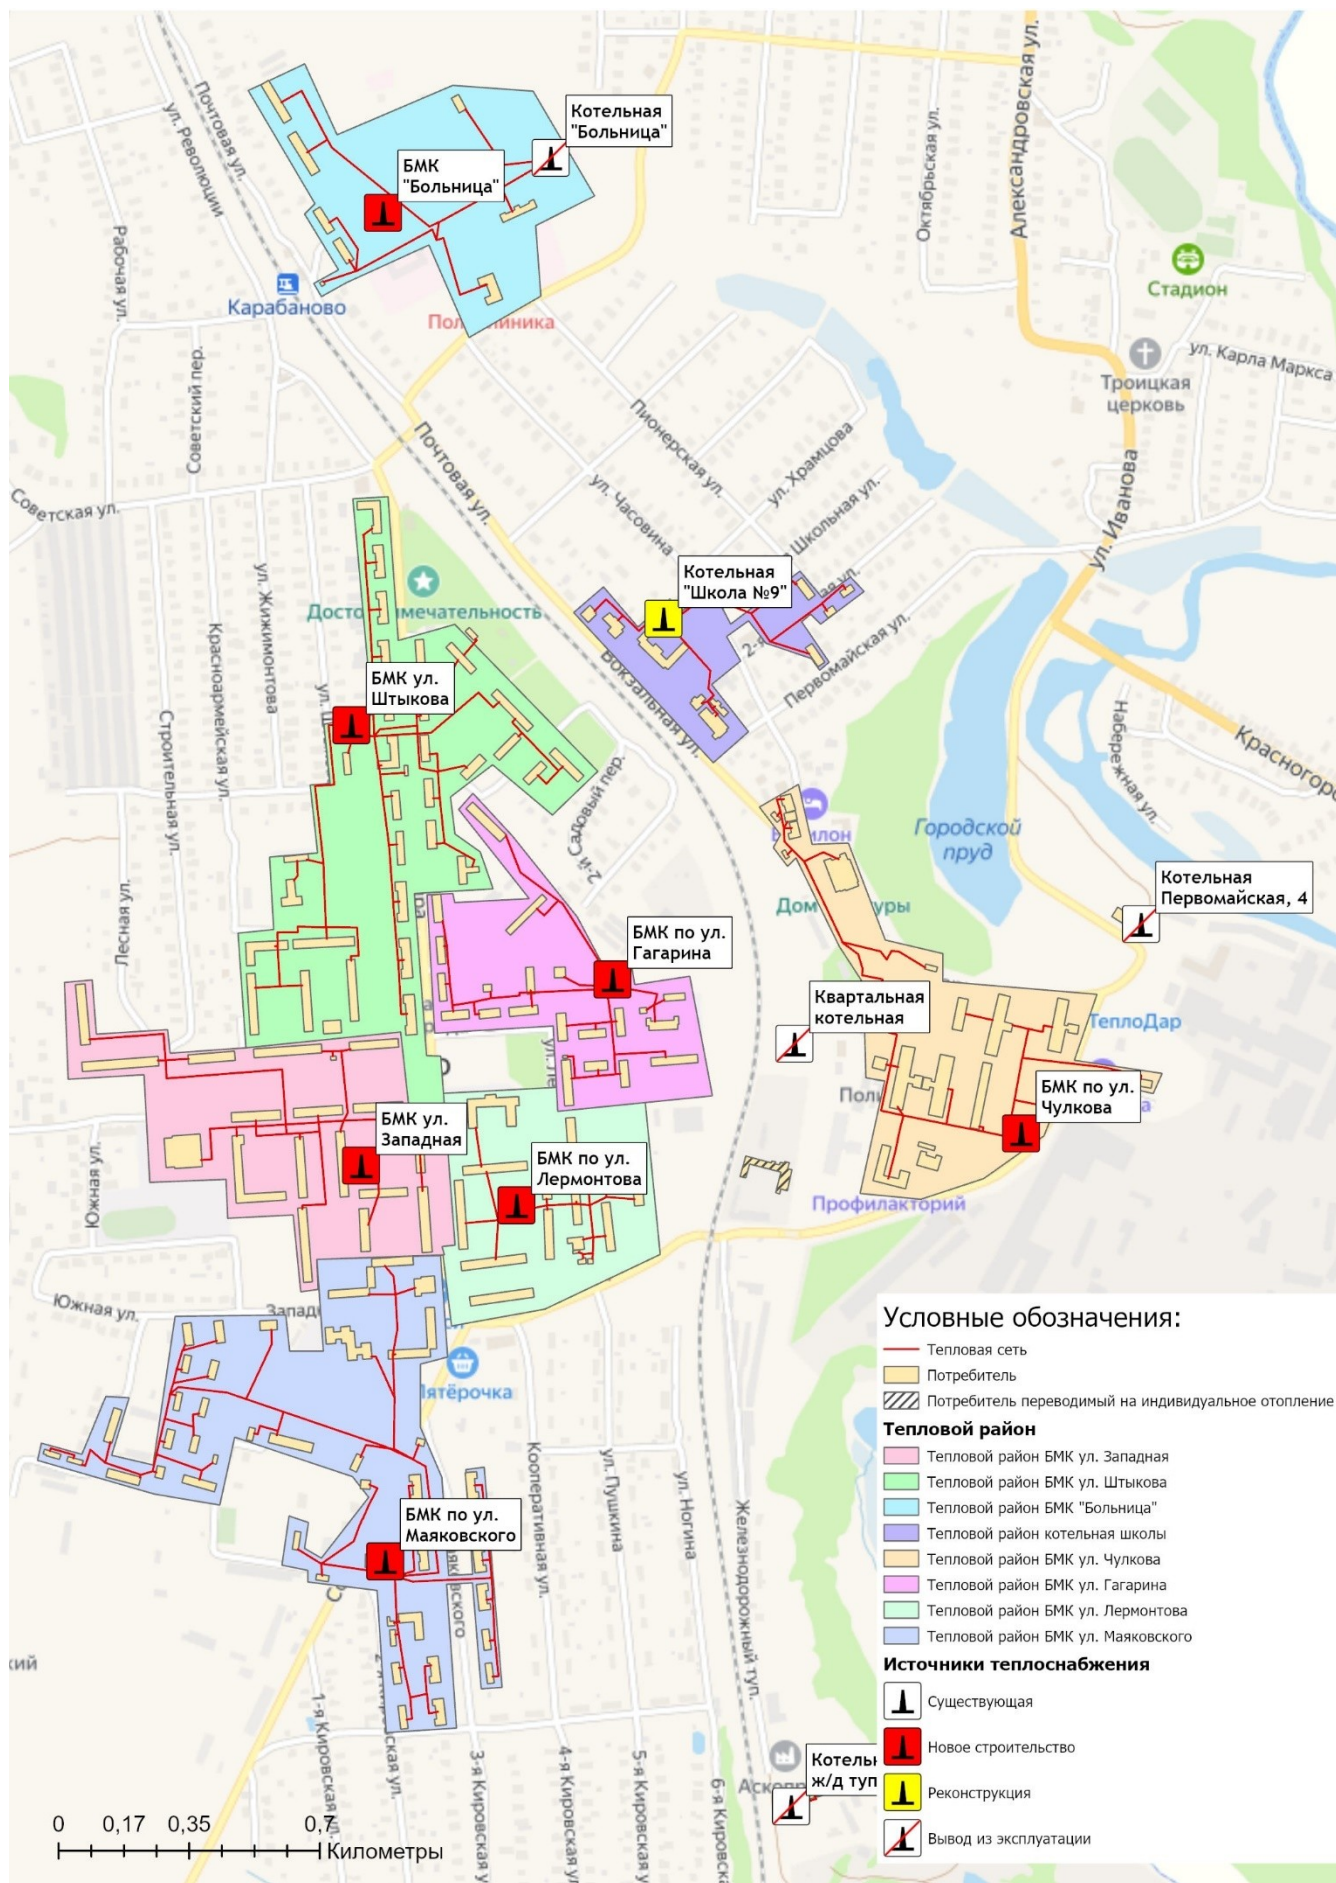 Почтовая ул.
ул. Революции
Рабочая ул.
Котельная
"Больница"
БМК
"Больница"
Карабаново
Александровская ул.
Октябрьская ул.
Стадион
ул. Карла Маркса
Троицкая
церковь
Советский пер.
Советская ул.
Почтовая ул.
Пионерская ул.
ул. Храмцова
ул. Часовина
Школьная ул.
ул. Иванова
Котельная
"Школа №9"
ул. Жижимонтова
Красноармейская ул.
Строительная ул.
Лесная ул.
БМК ул.
Штыкова
Вокзальная ул.
Первомайская ул.
Набережная ул.
2-й Садовый пер.
Городской
пруд
Котельная
Первомайская, 4
БМК по ул.
Гагарина
Квартальная
котельная
ТеплоДар
БМК по ул.
Чулкова
БМК ул.
Западная
БМК по ул.
Лермонтова
Профилакторий
Южная ул.
Южная ул.
Пятёрочка
Кооперативная ул.
ул. Пушкина
ул. Ногина
Железнодорожный туп.
БМК по ул.
Маяковского
1-я Кировская ул.
3-я Кировская
4-я Кировская
5-я Кировская
6-я Кировска
ж/д туп
0 0,17 0,35 0,7
Километры
Условные обозначения:
Тепловая сеть
Потребитель
Потребитель переводимый на индивидуальное отопление
Тепловой район
Тепловой район БМК ул. Западная
Тепловой район БМК ул. Штыкова
Тепловой район БМК "Больница"
Тепловой район котельная школы
Тепловой район БМК ул. Чулкова
Тепловой район БМК ул. Гагарина
Тепловой район БМК ул. Лермонтова
Тепловой район БМК ул. Маяковского
Источники теплоснабжения
Существующая
Новое строительство
Реконструкция
Вывод из эксплуатации